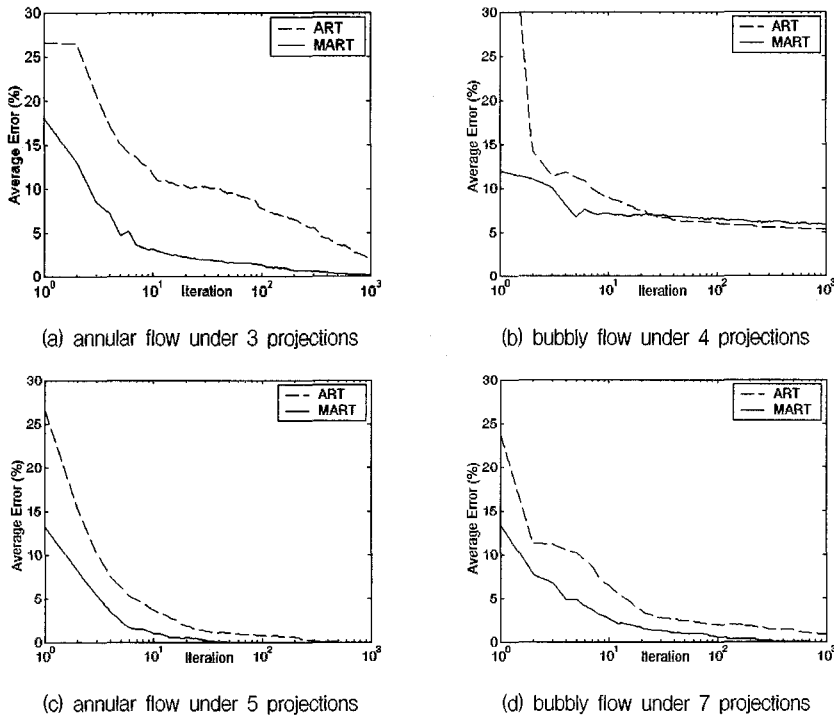 30
25
20
15
10
5
0
Average Error (%)
ART
MART
10^0
10^1
10^2
10^3
Iteration
(a) annular flow under 3 projections
30
25
20
15
10
5
0
Average Error (%)
ART
MART
10^0
10^1
10^2
10^3
Iteration
(b) bubbly flow under 4 projections
30
25
20
15
10
5
0
Average Error (%)
ART
MART
10^0
10^1
10^2
10^3
Iteration
(c) annular flow under 5 projections
30
25
20
15
10
5
0
Average Error (%)
ART
MART
10^0
10^1
10^2
10^3
Iteration
(d) bubbly flow under 7 projections